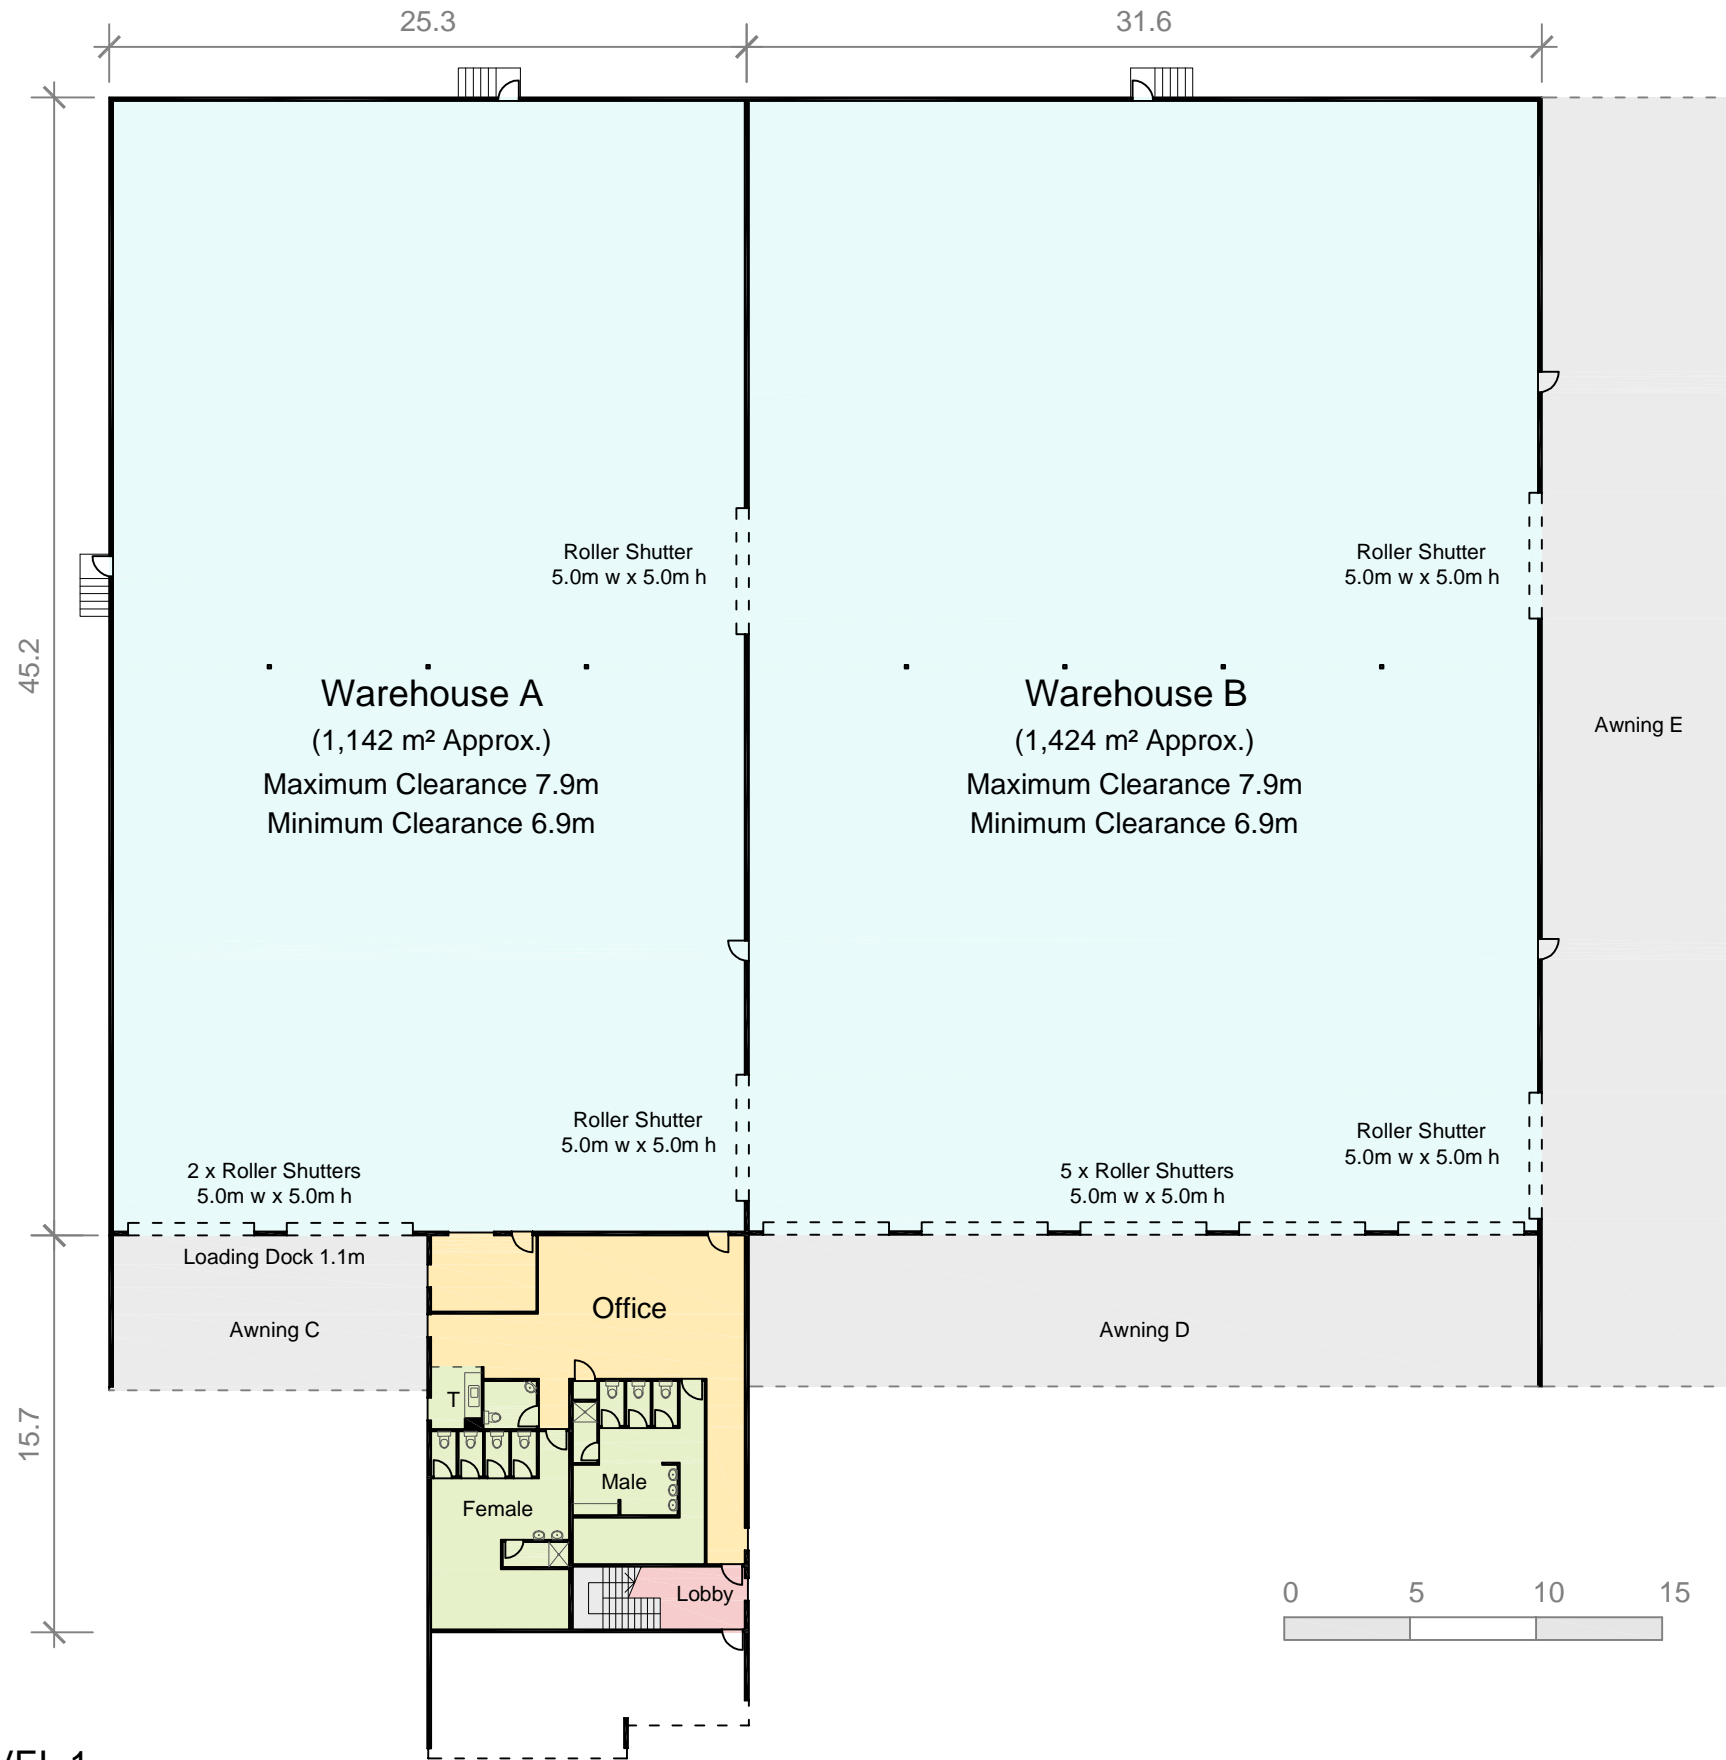 25.3
31.6
45.2
15.7
Roller Shutter
5.0m w x 5.0m h
Roller Shutter
5.0m w x 5.0m h
Warehouse A
(1,142 m² Approx.)
Maximum Clearance 7.9m
Minimum Clearance 6.9m
Warehouse B
(1,424 m² Approx.)
Maximum Clearance 7.9m
Minimum Clearance 6.9m
Awning E
Roller Shutter
5.0m w x 5.0m h
Roller Shutter
5.0m w x 5.0m h
2 x Roller Shutters
5.0m w x 5.0m h
5 x Roller Shutters
5.0m w x 5.0m h
Loading Dock 1.1m
Awning C
Office
Awning D
T
Male
Female
Lobby
0 5 10 15